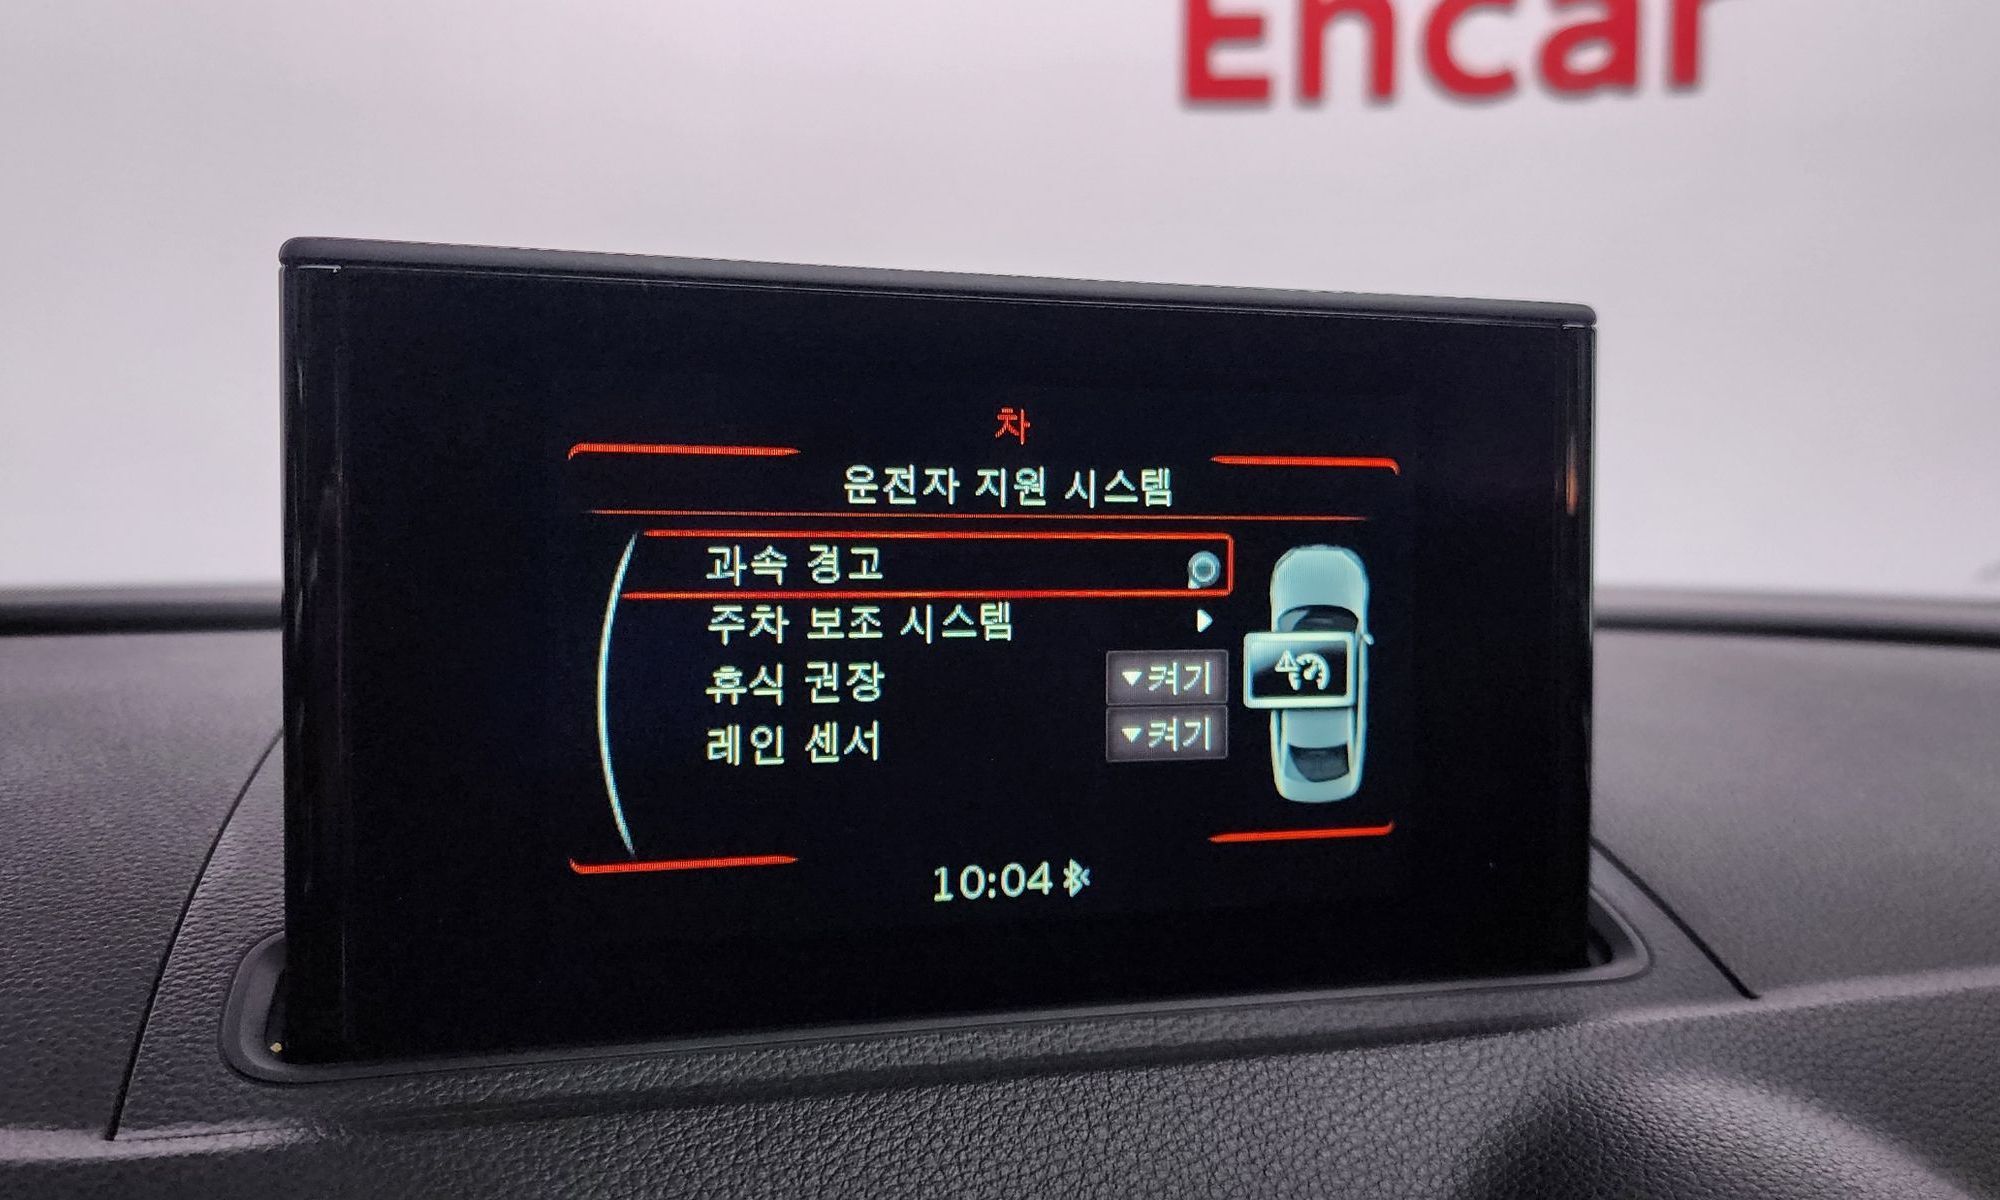 Encar
차
운전자 지원 시스템
과속 경고
주차 보조 시스템
휴식 권장 ▼켜기
레인 센서 ▼켜기
10:04